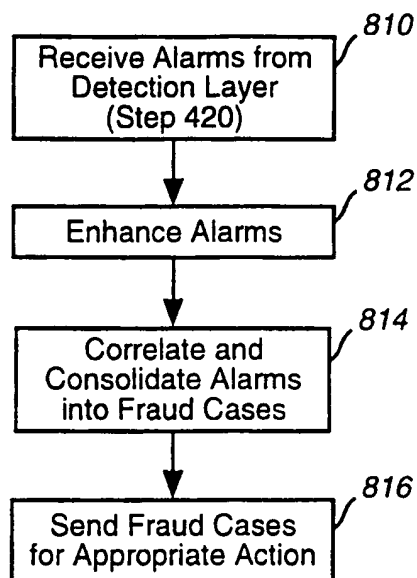 810
Receive Alarms from
Detection Layer
(Step 420)
812
Enhance Alarms
814
Correlate and
Consolidate Alarms
into Fraud Cases
816
Send Fraud Cases
for Appropriate Action